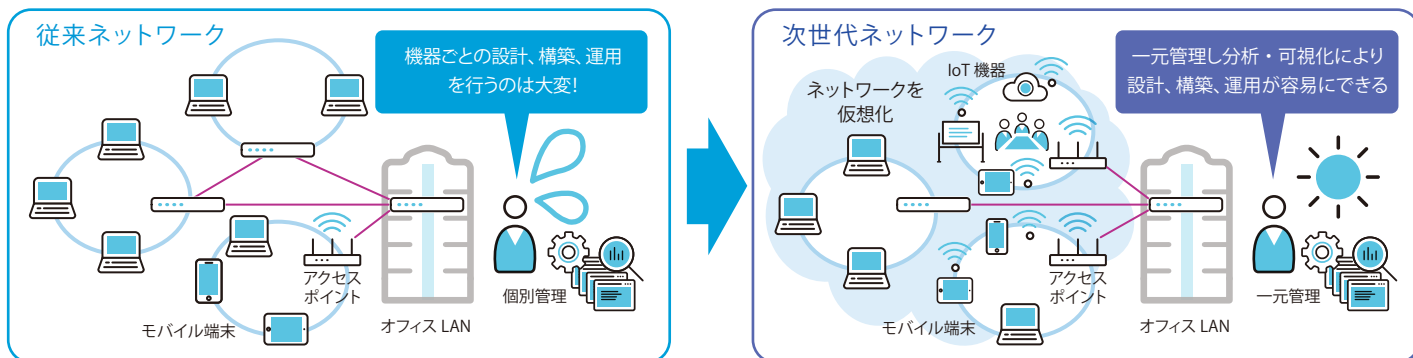 従来ネットワーク
機器ごとの設計、構築、運用
を行うのは大変!
アクセス
ポイント
モバイル端末
オフィス LAN
個別管理
次世代ネットワーク
一元管理し分析・可視化により
設計、構築、運用が容易にできる
ネットワークを
仮想化
IoT 機器
アクセス
ポイント
モバイル端末
オフィス LAN
一元管理